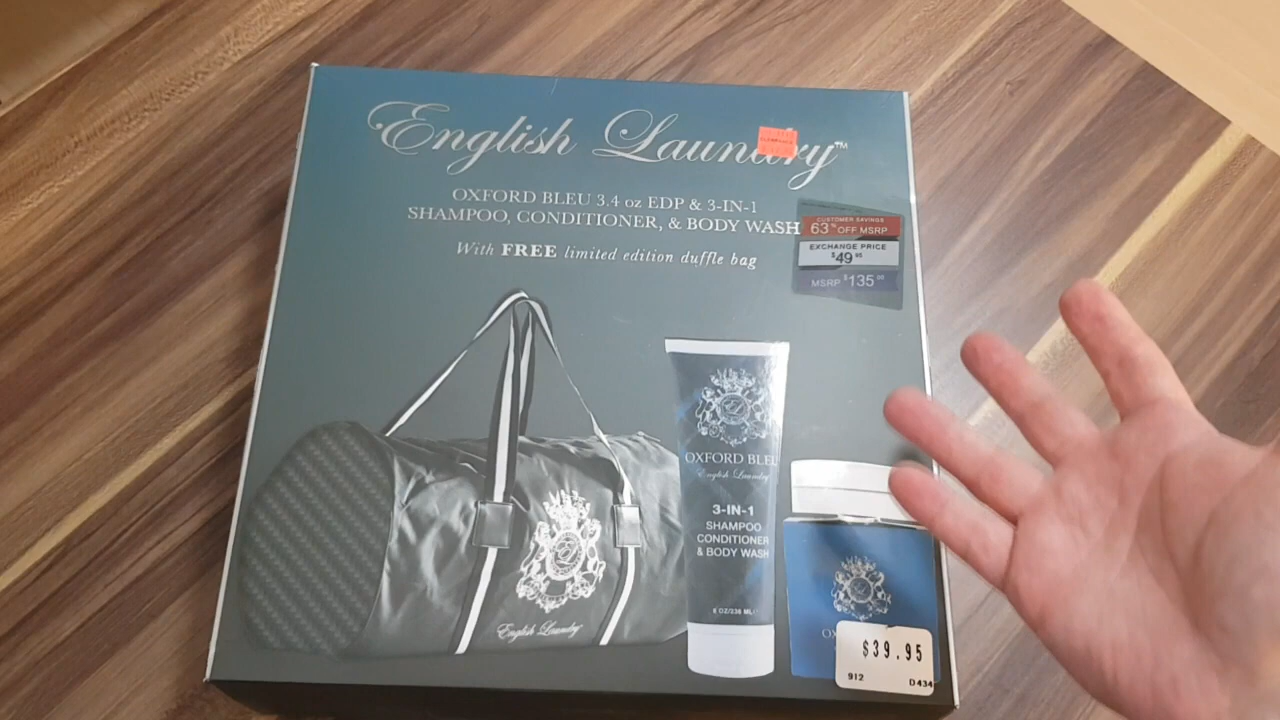 English Laundry™
OXFORD BLEU 3.4 oz EDP & 3-IN-1
SHAMPOO, CONDITIONER, & BODY WASH
With FREE limited edition duffle bag
CUSTOMER SAVINGS
63% OFF MSRP
EXCHANGE PRICE
$49.95
MSRP $135.00
OXFORD BLEU
English Laundry
3-IN-1
SHAMPOO
CONDITIONER
& BODY WASH
8 OZ/236 ML
English Laundry
$39.95
912 D434